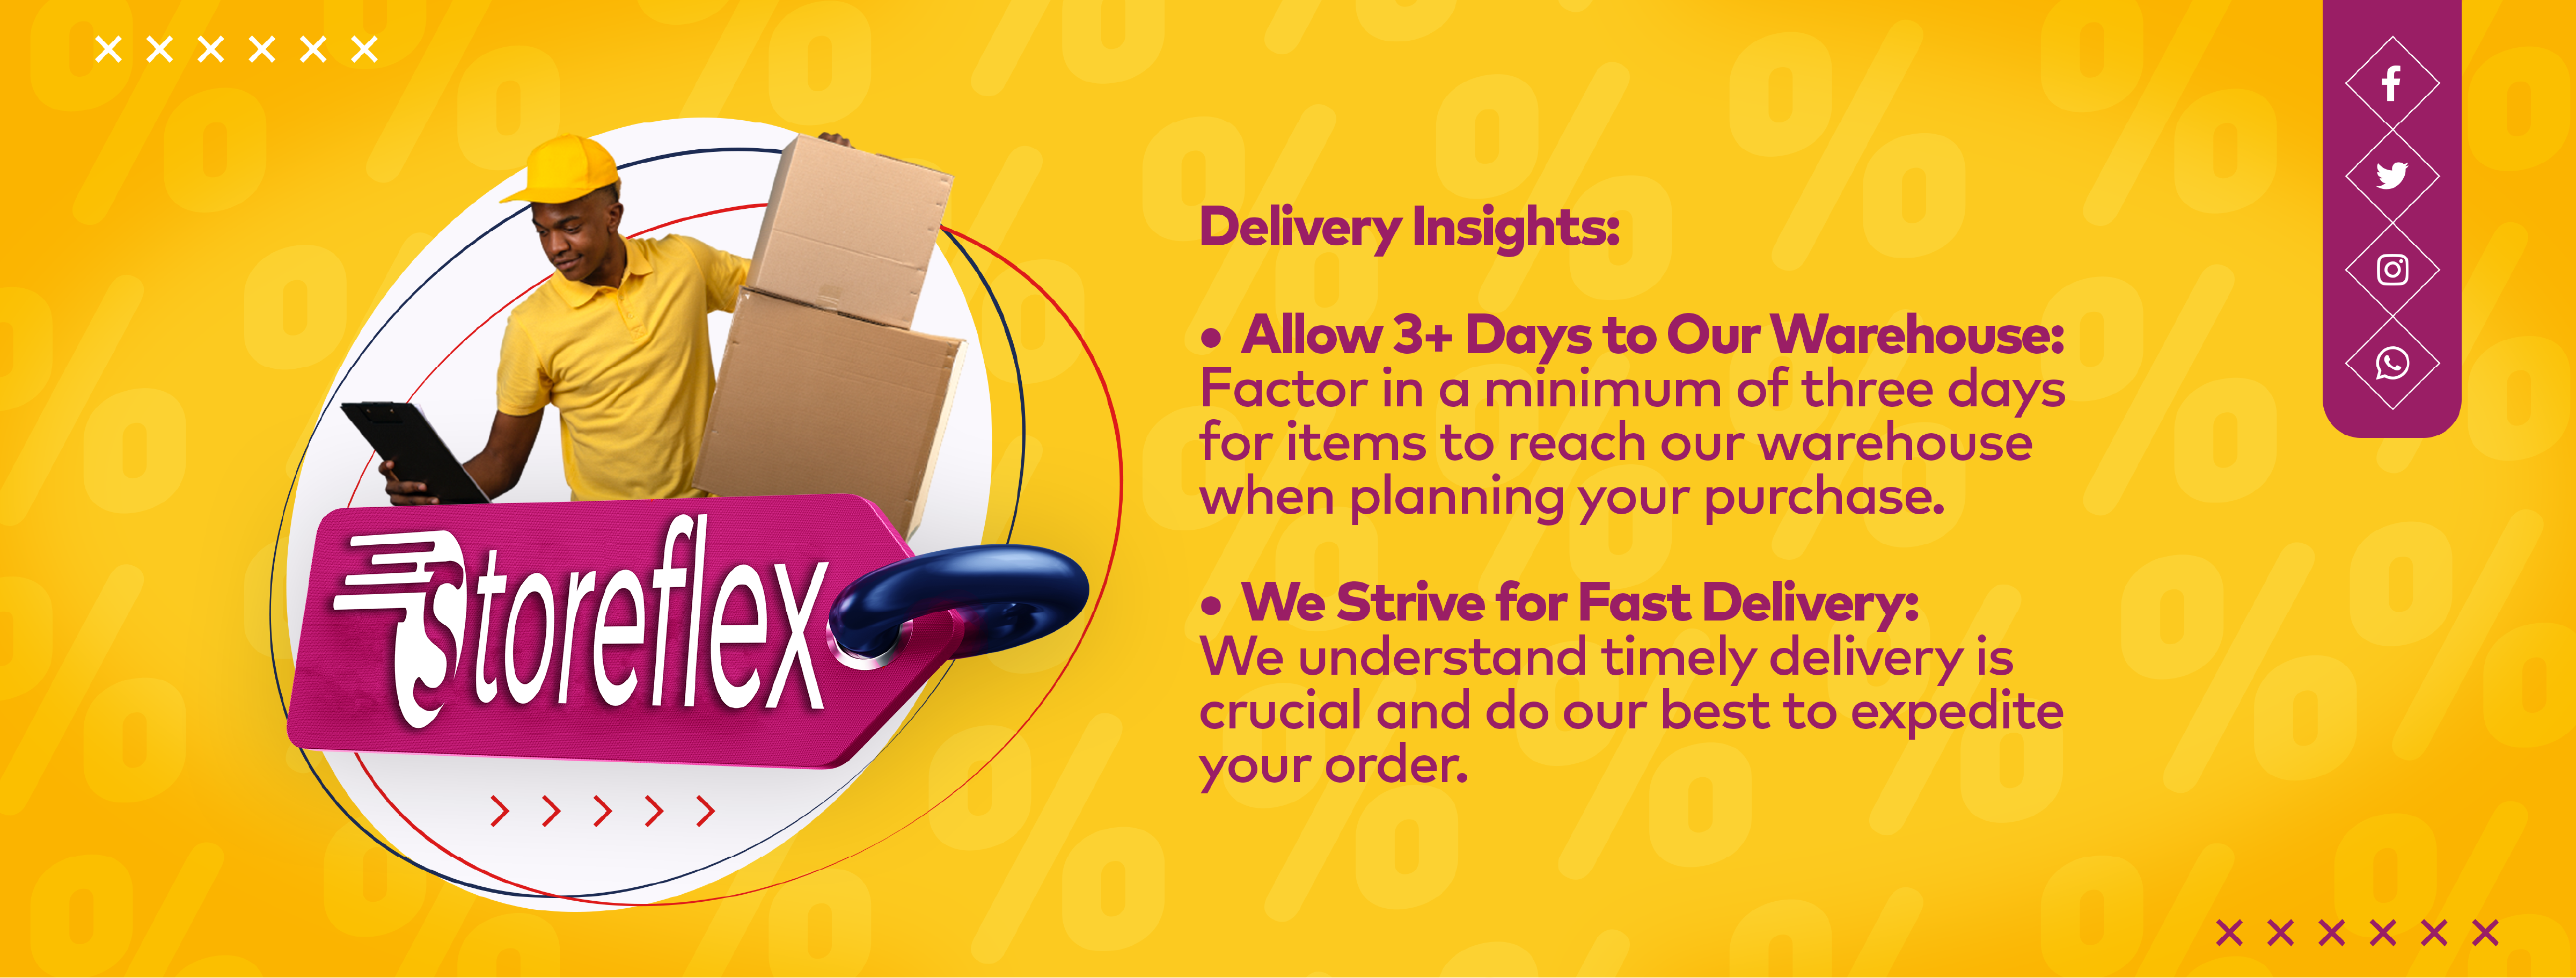 Storeflex
Delivery Insights:
• Allow 3+ Days to Our Warehouse:
Factor in a minimum of three days
for items to reach our warehouse
when planning your purchase.
• We Strive for Fast Delivery:
We understand timely delivery is
crucial and do our best to expedite
your order.